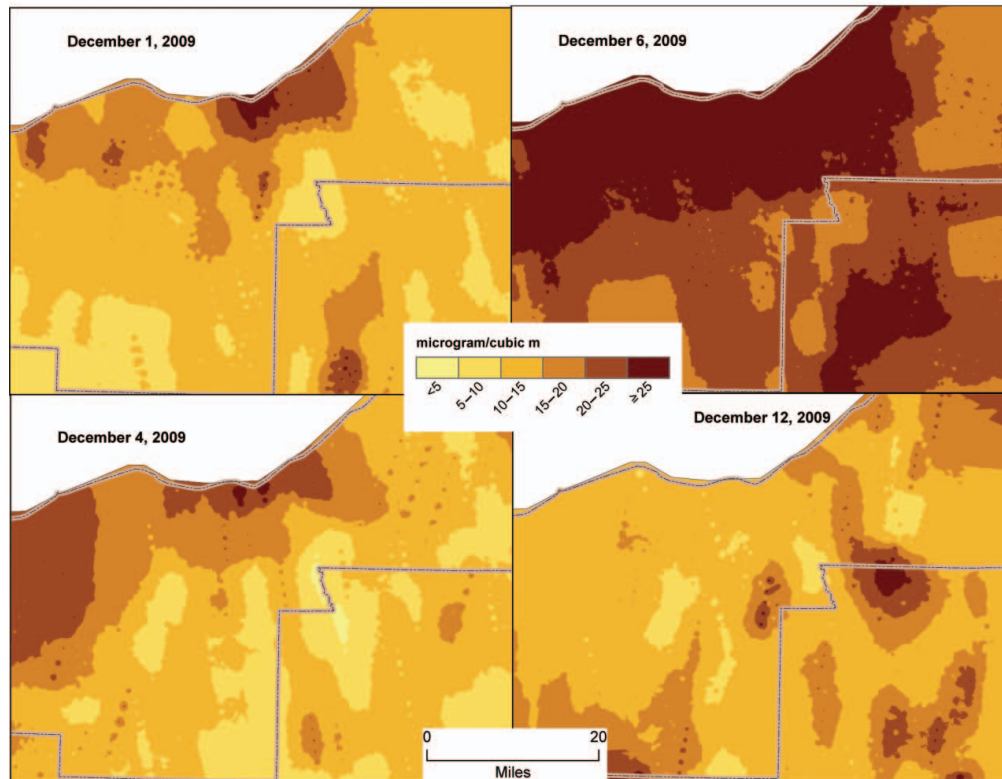 December 1, 2009
December 6, 2009
microgram/cubic m
<5
5–10
10–15
15–20
20–25
≥25
December 4, 2009
December 12, 2009
0
20
Miles